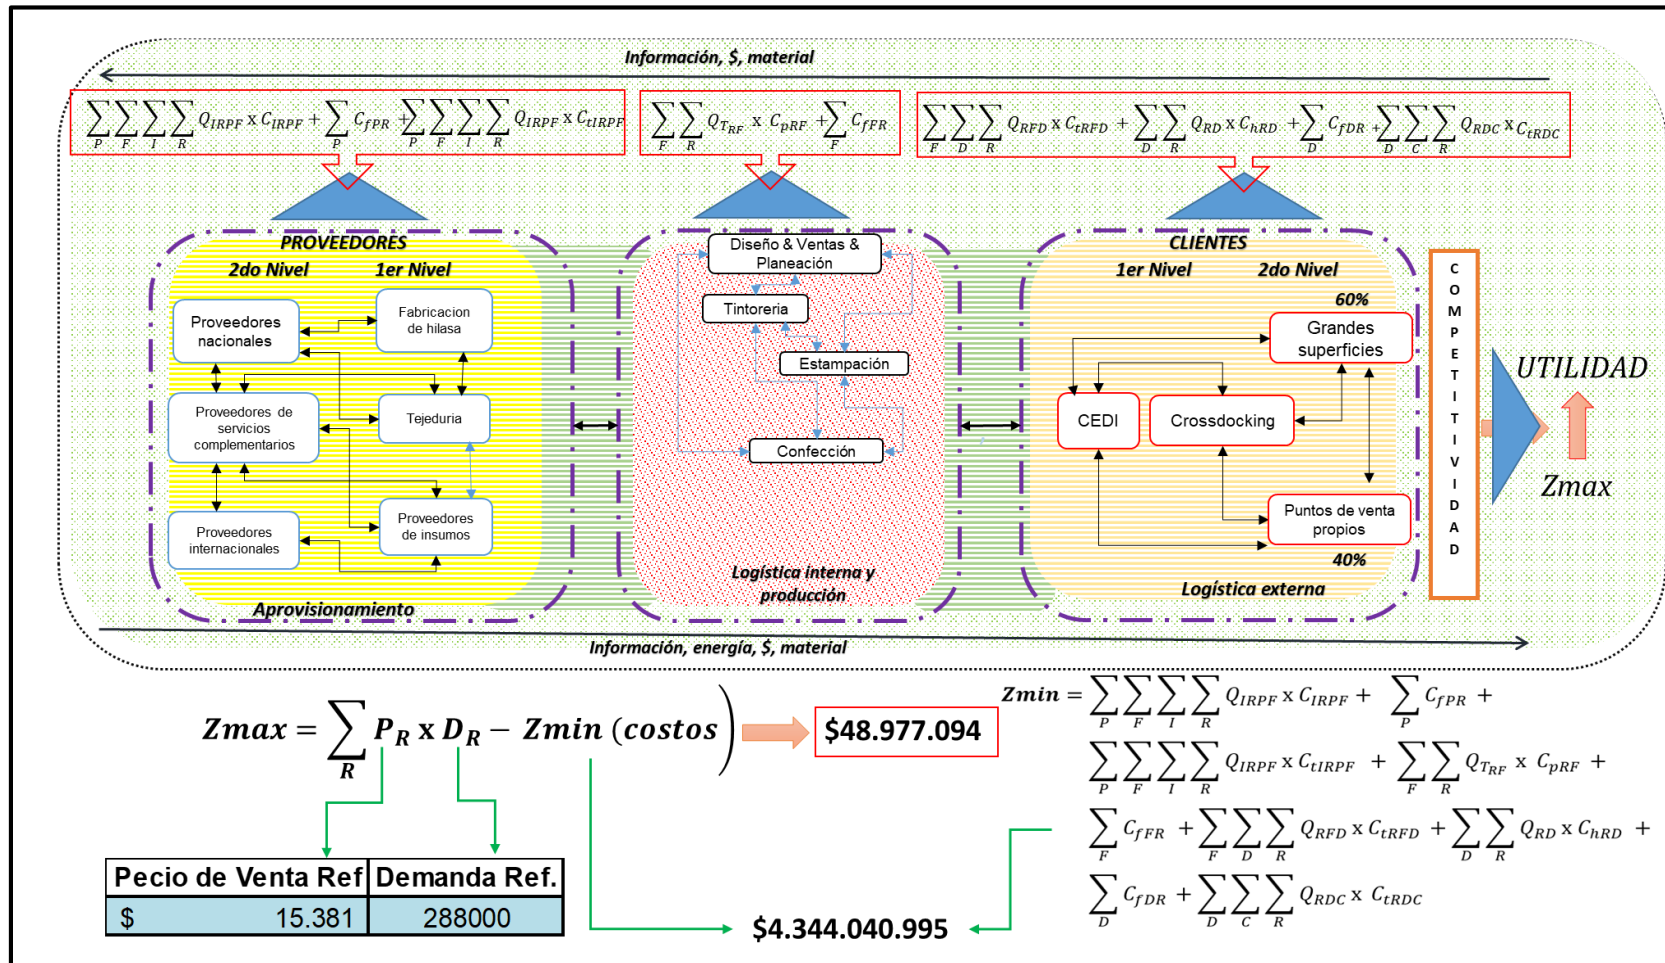 Información, $, material
∑P ∑F ∑I ∑R Q_IRPF x C_IRPF + ∑P C_fPR + ∑P ∑F ∑I ∑R Q_IRPF x C_tIRPF
∑F ∑R Q_T_RF x C_pRF + ∑F C_fFR
∑F ∑D ∑R Q_RFD x C_tRFD + ∑D ∑R Q_RD x C_hRD + ∑D C_fDR + ∑D ∑C ∑R Q_RDC x C_tRDC
PROVEEDORES
2do Nivel 1er Nivel
Proveedores
nacionales
Fabricacion
de hilasa
Proveedores de
servicios
complementarios
Tejeduria
Proveedores
internacionales
Proveedores
de insumos
Aprovisionamiento
Diseño & Ventas &
Planeación
Tintoreria
Estampación
Confección
Logística interna y
producción
CLIENTES
1er Nivel 2do Nivel
60%
Grandes
superficies
CEDI
Crossdocking
Puntos de venta
propios
40%
Logística externa
COMPETITIVIDAD
UTILIDAD
Zmax
Información, energía, $, material
Zmax = ∑R P_R x D_R − Zmin (costos)
$48.977.094
Zmin = ∑P ∑F ∑I ∑R Q_IRPF x C_IRPF + ∑P C_fPR +
∑P ∑F ∑I ∑R Q_IRPF x C_tIRPF + ∑F ∑R Q_T_RF x C_pRF +
∑F C_fFR + ∑F ∑D ∑R Q_RFD x C_tRFD + ∑D ∑R Q_RD x C_hRD +
∑D C_fDR + ∑D ∑C ∑R Q_RDC x C_tRDC
Pecio de Venta Ref Demanda Ref.
$ 15.381 288000
$4.344.040.995